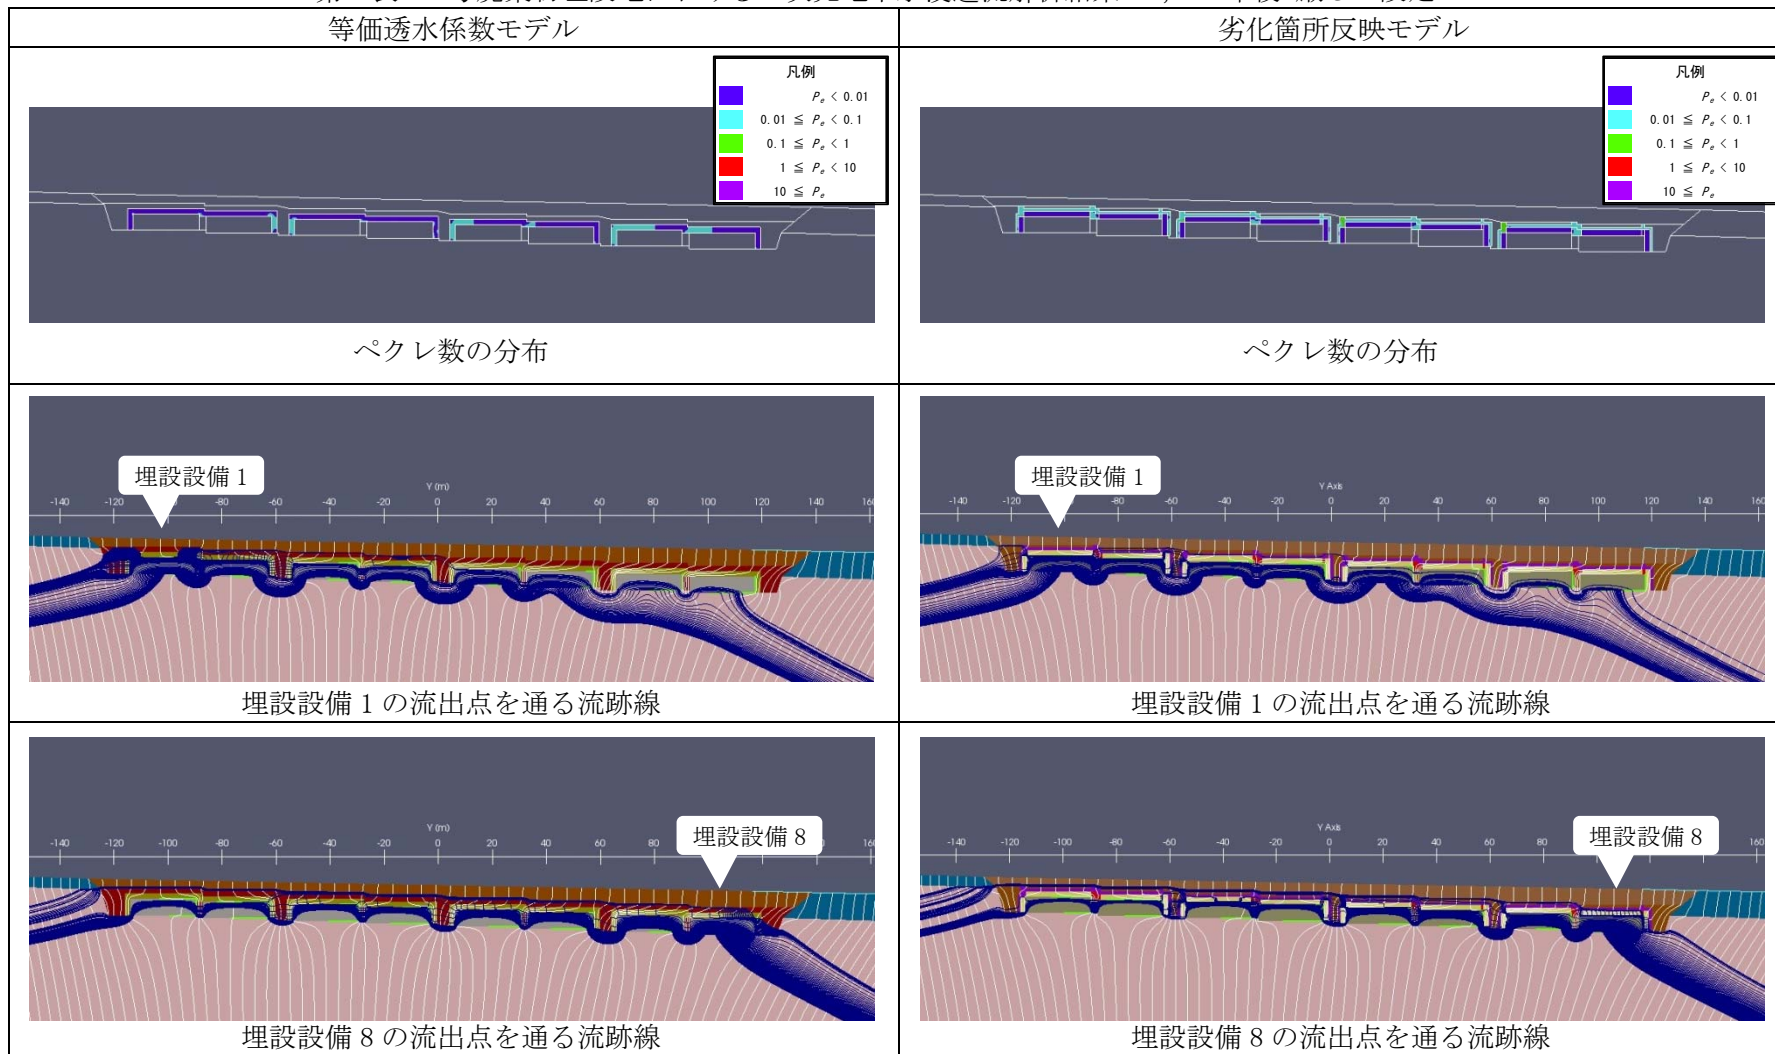 等価透水係数モデル
劣化箇所反映モデル
凡例
Pe < 0.01
0.01 ≦ Pe < 0.1
0.1 ≦ Pe < 1
1 ≦ Pe < 10
10 ≦ Pe
凡例
Pe < 0.01
0.01 ≦ Pe < 0.1
0.1 ≦ Pe < 1
1 ≦ Pe < 10
10 ≦ Pe
ペクレ数の分布
ペクレ数の分布
埋設設備 1
Y (m)
-140 -120 -80 -60 -40 -20 0 20 40 60 80 100 120 140 160
埋設設備 1
Y Axis
-140 -120 -80 -60 -40 -20 0 20 40 60 80 100 120 140 160
埋設設備 1 の流出点を通る流跡線
埋設設備 1 の流出点を通る流跡線
埋設設備 8
Y (m)
-140 -120 -100 -80 -60 -40 -20 0 20 40 60 80 140 160
埋設設備 8
Y Axis
-140 -120 -100 -80 -60 -40 -20 0 20 40 60 80 120 140 160
埋設設備 8 の流出点を通る流跡線
埋設設備 8 の流出点を通る流跡線